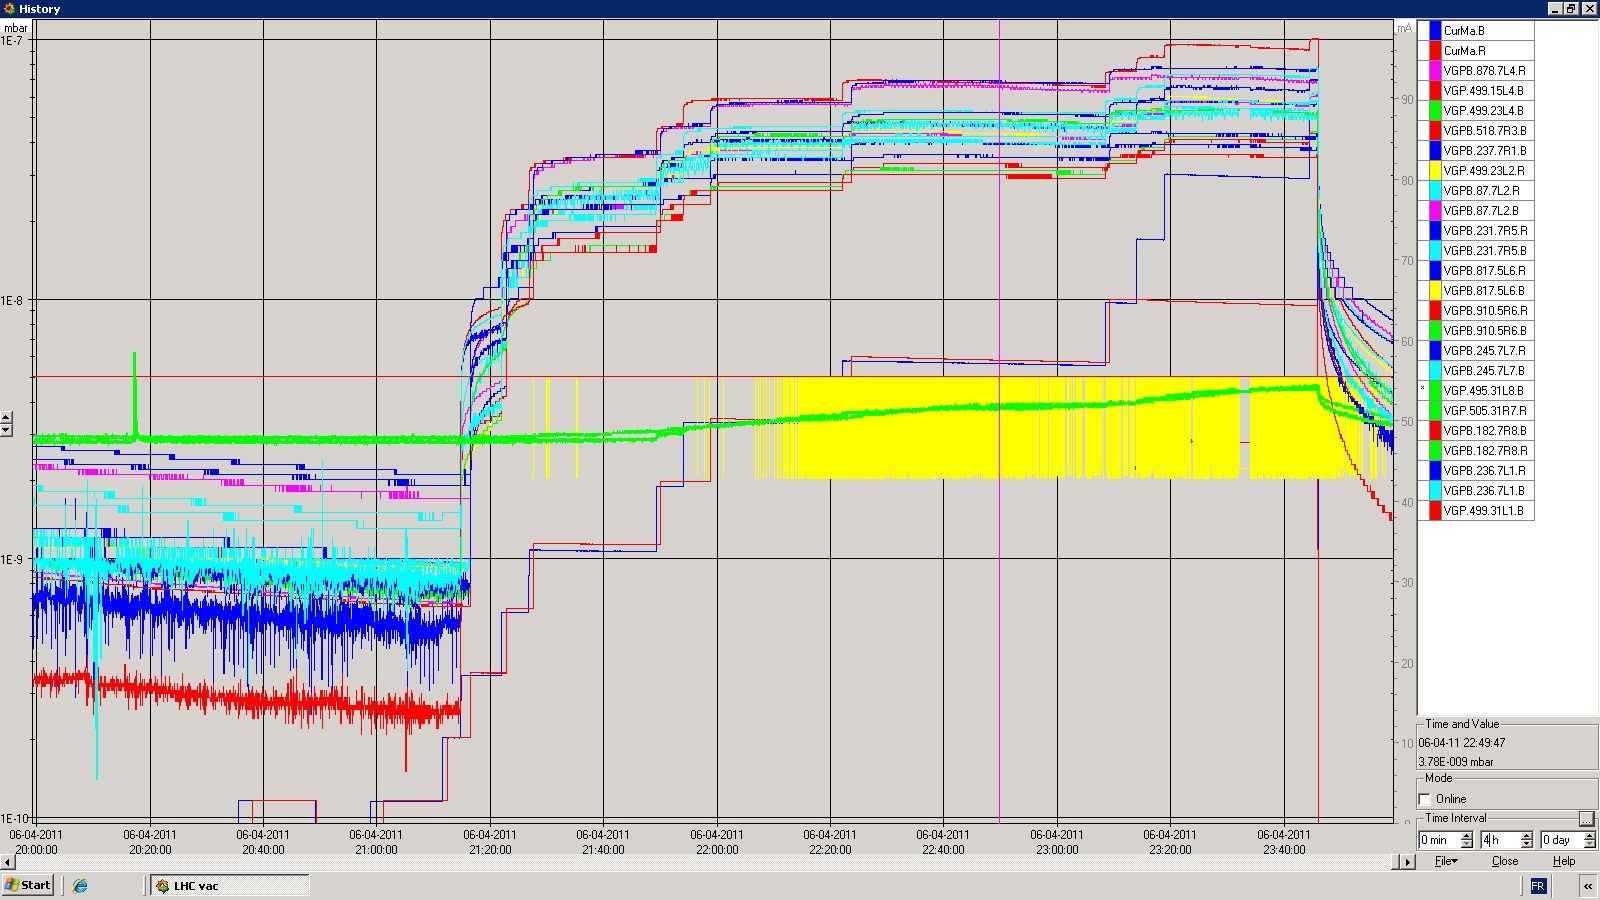 History
mbar
mA
1E-7
1E-8
1E-9
1E-10
90
80
70
60
50
40
30
20
10
0
06-04-2011 06-04-2011 06-04-2011 06-04-2011 06-04-2011 06-04-2011 06-04-2011 06-04-2011 06-04-2011 06-04-2011 06-04-2011 06-04-2011
20:00:00 20:20:00 20:40:00 21:00:00 21:20:00 21:40:00 22:00:00 22:20:00 22:40:00 23:00:00 23:20:00 23:40:00
CurMa.B
CurMa.R
VGPB.878.7L4.R
VGP.499.15L4.B
VGP.499.23L4.B
VGPB.518.7R3.B
VGPB.237.7R1.B
VGP.499.23L2.R
VGPB.87.7L2.R
VGPB.87.7L2.B
VGPB.231.7R5.R
VGPB.231.7R5.B
VGPB.817.5L6.R
VGPB.817.5L6.B
VGPB.910.5R6.R
VGPB.910.5R6.B
VGPB.245.7L7.R
VGPB.245.7L7.B
* VGP.495.31L8.B
VGP.505.31R7.R
VGPB.182.7R8.B
VGPB.182.7R8.R
VGPB.236.7L1.R
VGPB.236.7L1.B
VGP.499.31L1.B
Time and Value
06-04-11 22:49:47
3.78E-009 mbar
Mode
Online
Time Interval
...
0 min 4 h 0 day
File Close Help
Start LHC vac FR «